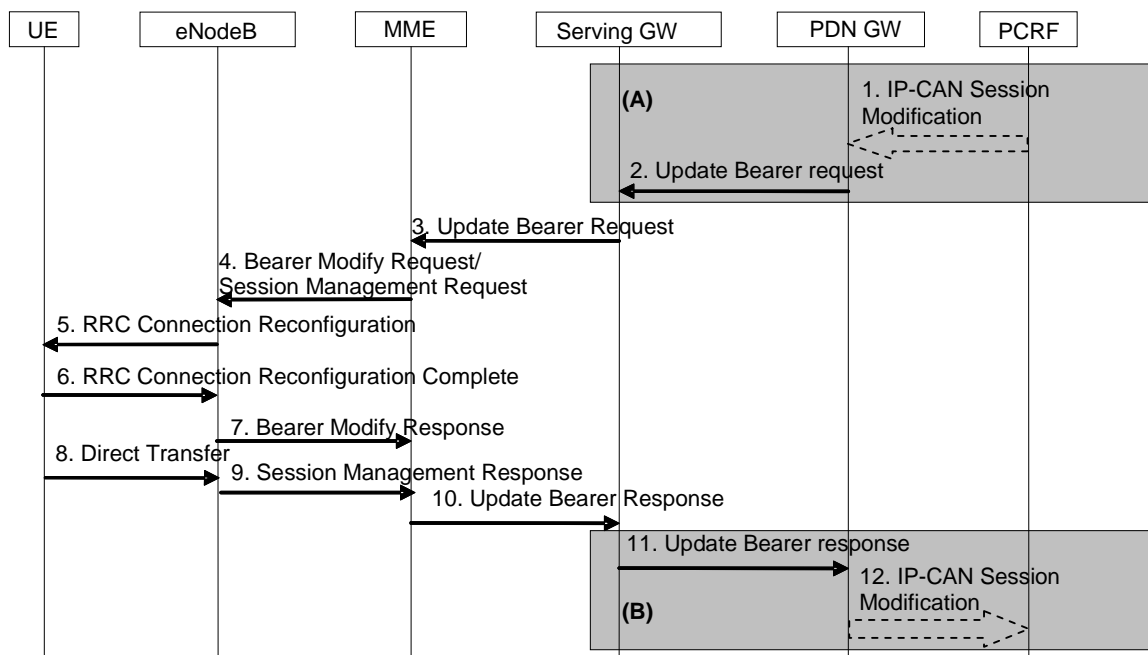 UE
eNodeB
MME
Serving GW
PDN GW
PCRF
(A)
1. IP-CAN Session
Modification
2. Update Bearer request
3. Update Bearer Request
4. Bearer Modify Request/
Session Management Request
5. RRC Connection Reconfiguration
6. RRC Connection Reconfiguration Complete
7. Bearer Modify Response
8. Direct Transfer
9. Session Management Response
10. Update Bearer Response
11. Update Bearer response
12. IP-CAN Session
Modification
(B)